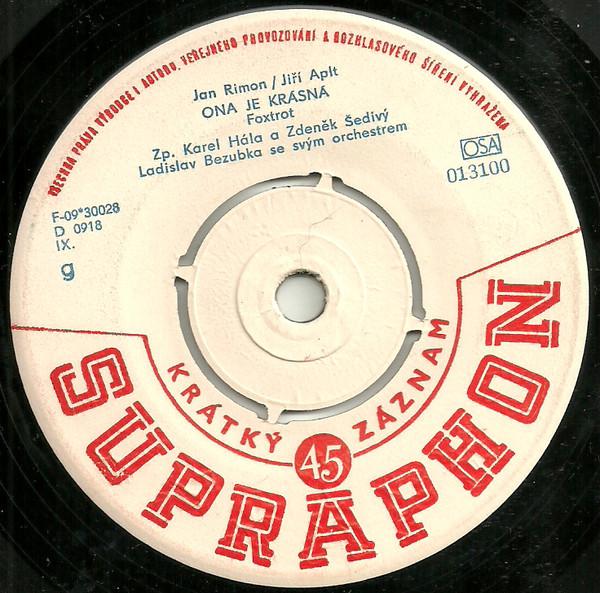 VŠECHNA PRÁVA VÝROBCE I AUTORŮ, VEŘEJNÉHO PROVOZOVÁNÍ A ROZHLASOVÉHO ŠÍŘENÍ VYHRAŽENA
Jan Rimon / Jiří Aplt
ONA JE KRÁSNÁ
Foxtrot
Zp. Karel Hála a Zdeněk Šedivý
Ladislav Bezubka se svým orchestrem
OSA
013100
F-09*30028
D 0918
IX.
g
KRÁTKÝ 45 ZÁZNAM
SUPRAPHON